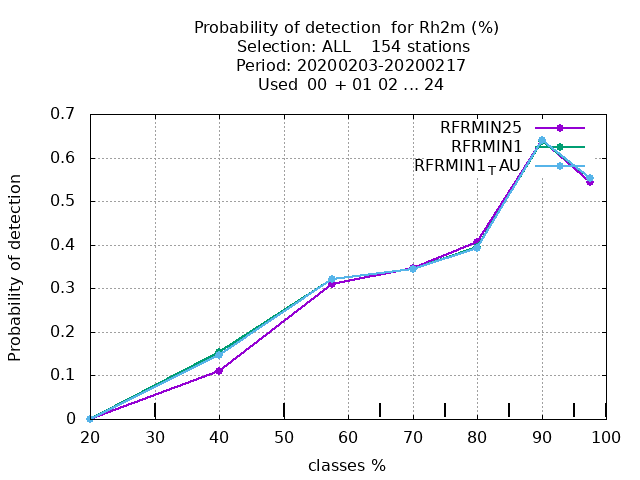 Probability of detection  for Rh2m (%)
Selection: ALL    154 stations
Period: 20200203-20200217
Used  00  + 01 02 ... 24
0.7
0.6
0.5
0.4
0.3
0.2
0.1
0
RFRMIN25
RFRMIN1
RFRMIN1TAU
Probability of detection
20 30 40 50 60 70 80 90 100
classes %